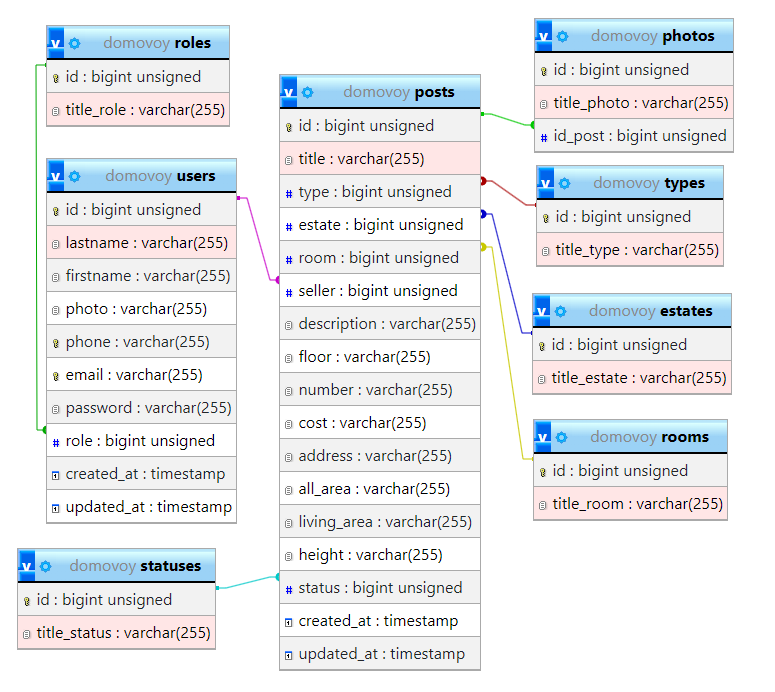 domovoy roles
id : bigint unsigned
title_role : varchar(255)
domovoy users
id : bigint unsigned
lastname : varchar(255)
firstname : varchar(255)
photo : varchar(255)
phone : varchar(255)
email : varchar(255)
password : varchar(255)
role : bigint unsigned
created_at : timestamp
updated_at : timestamp
domovoy statuses
id : bigint unsigned
title_status : varchar(255)
domovoy posts
id : bigint unsigned
title : varchar(255)
type : bigint unsigned
estate : bigint unsigned
room : bigint unsigned
seller : bigint unsigned
description : varchar(255)
floor : varchar(255)
number : varchar(255)
cost : varchar(255)
address : varchar(255)
all_area : varchar(255)
living_area : varchar(255)
height : varchar(255)
status : bigint unsigned
created_at : timestamp
updated_at : timestamp
domovoy photos
id : bigint unsigned
title_photo : varchar(255)
id_post : bigint unsigned
domovoy types
id : bigint unsigned
title_type : varchar(255)
domovoy estates
id : bigint unsigned
title_estate : varchar(255)
domovoy rooms
id : bigint unsigned
title_room : varchar(255)